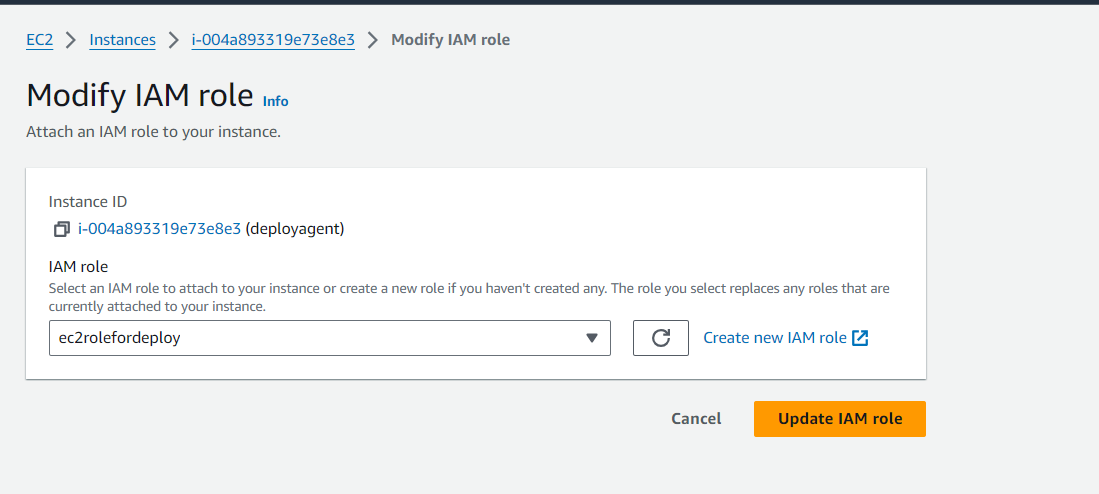 EC2 > Instances > i-004a893319e73e8e3 > Modify IAM role
Modify IAM role Info
Attach an IAM role to your instance.
Instance ID
i-004a893319e73e8e3 (deployagent)
IAM role
Select an IAM role to attach to your instance or create a new role if you haven't created any. The role you select replaces any roles that are
currently attached to your instance.
ec2rolefordeploy Create new IAM role
Cancel Update IAM role